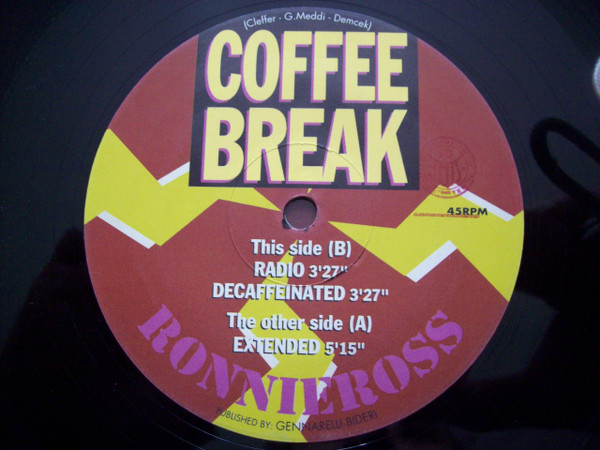 (Cleffer - G.Meddi - Demcek)
COFFEE
BREAK
45RPM
This side (B)
RADIO 3'27"
DECAFFEINATED 3'27"
The other side (A)
EXTENDED 5'15"
RONNIEROSS
PUBLISHED BY: GENNARELLI BIDERI